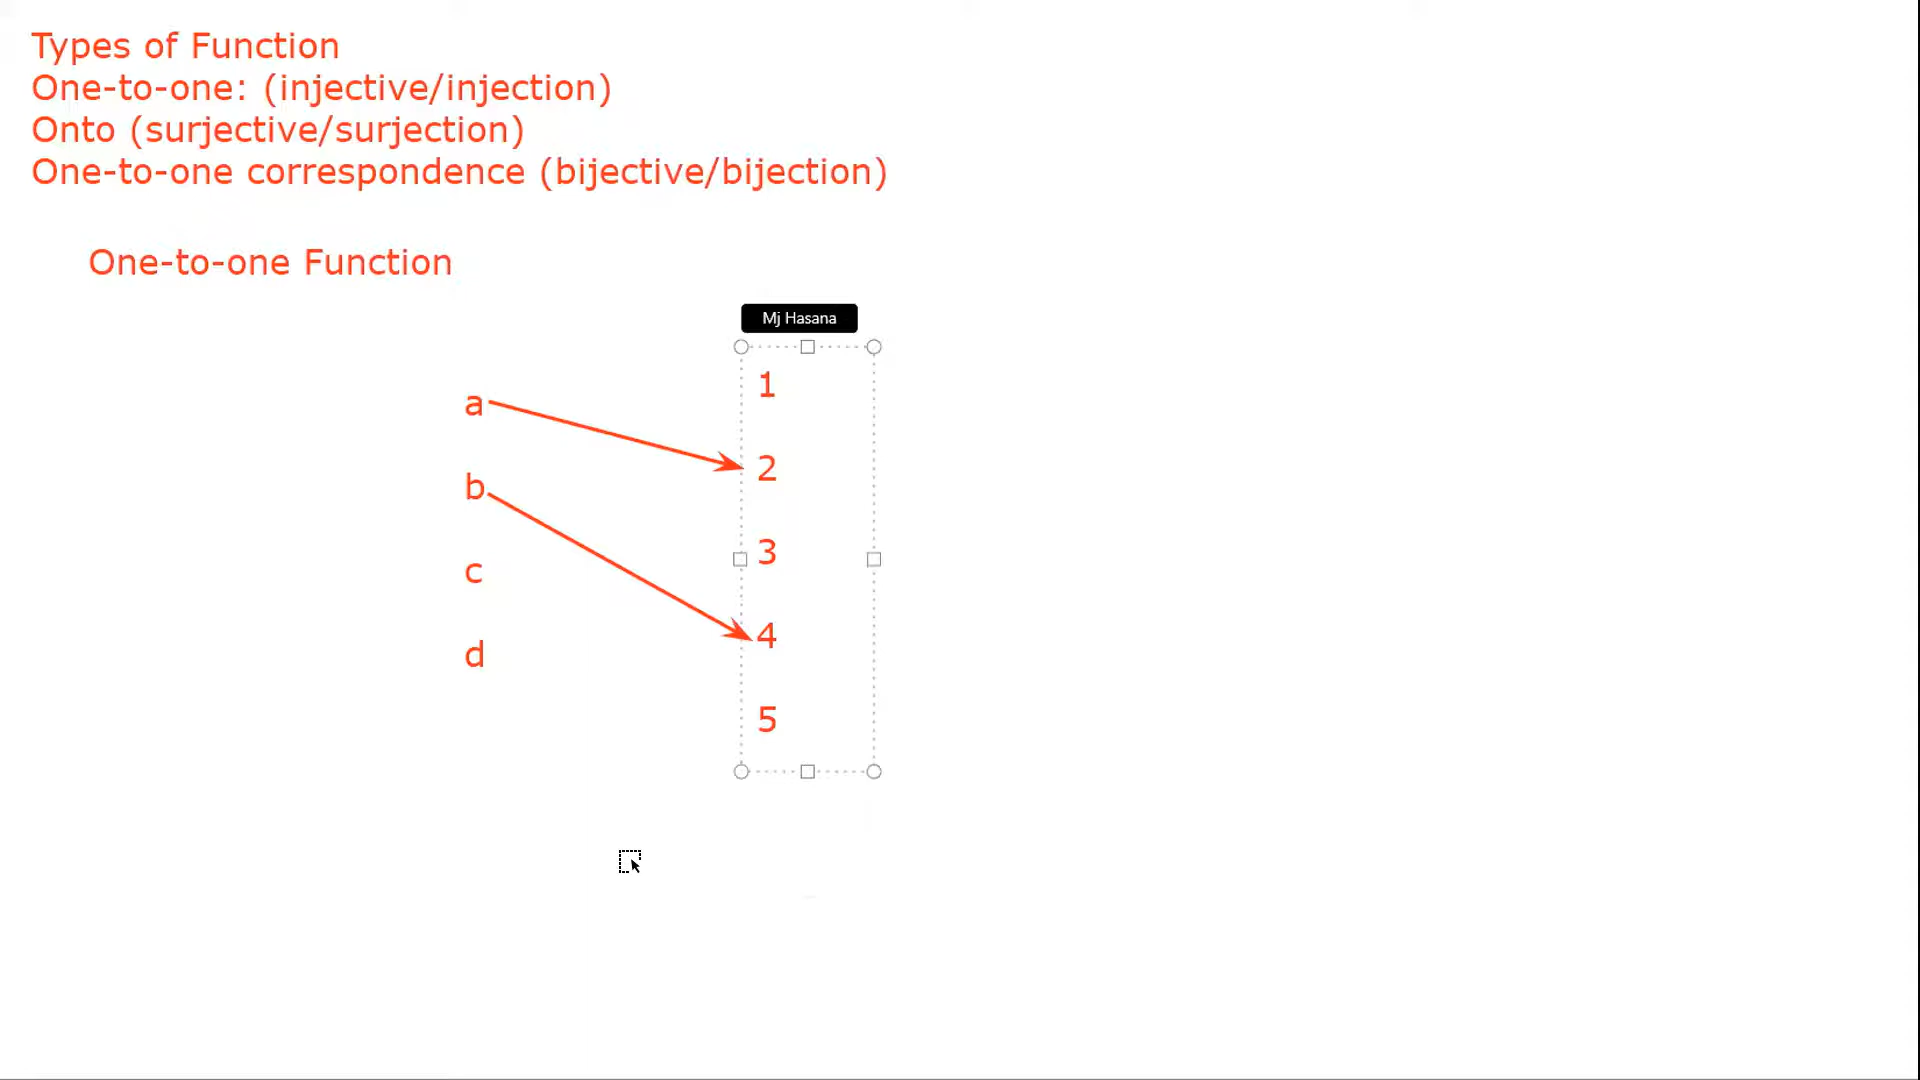 Types of Function
One-to-one: (injective/injection)
Onto (surjective/surjection)
One-to-one correspondence (bijective/bijection)
One-to-one Function
Mj Hasana
a
b
c
d
1
2
3
4
5